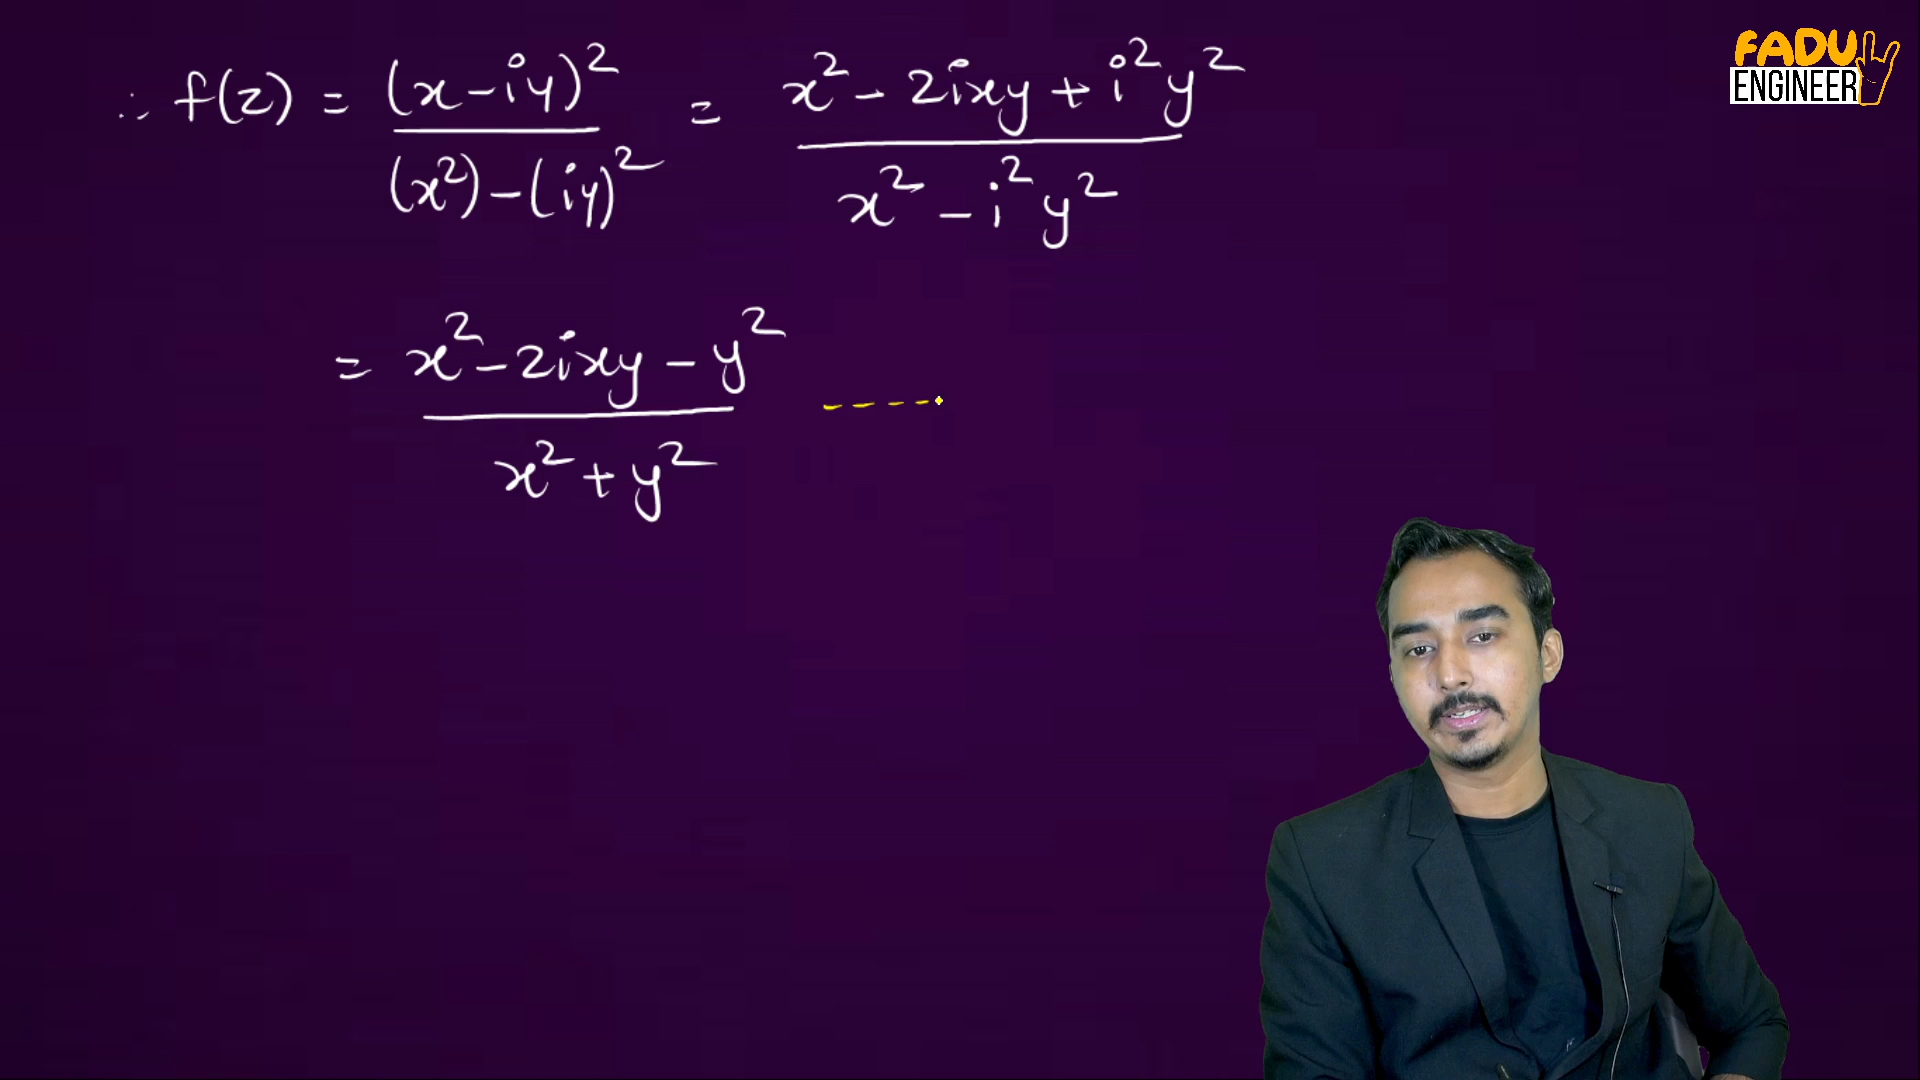 ∴ f(z) = (x-iy)² / (x²)-(iy)² = x² - 2ixy + i²y² / x² - i²y²
= x² - 2ixy - y² / x² + y² -----
FADU
ENGINEER